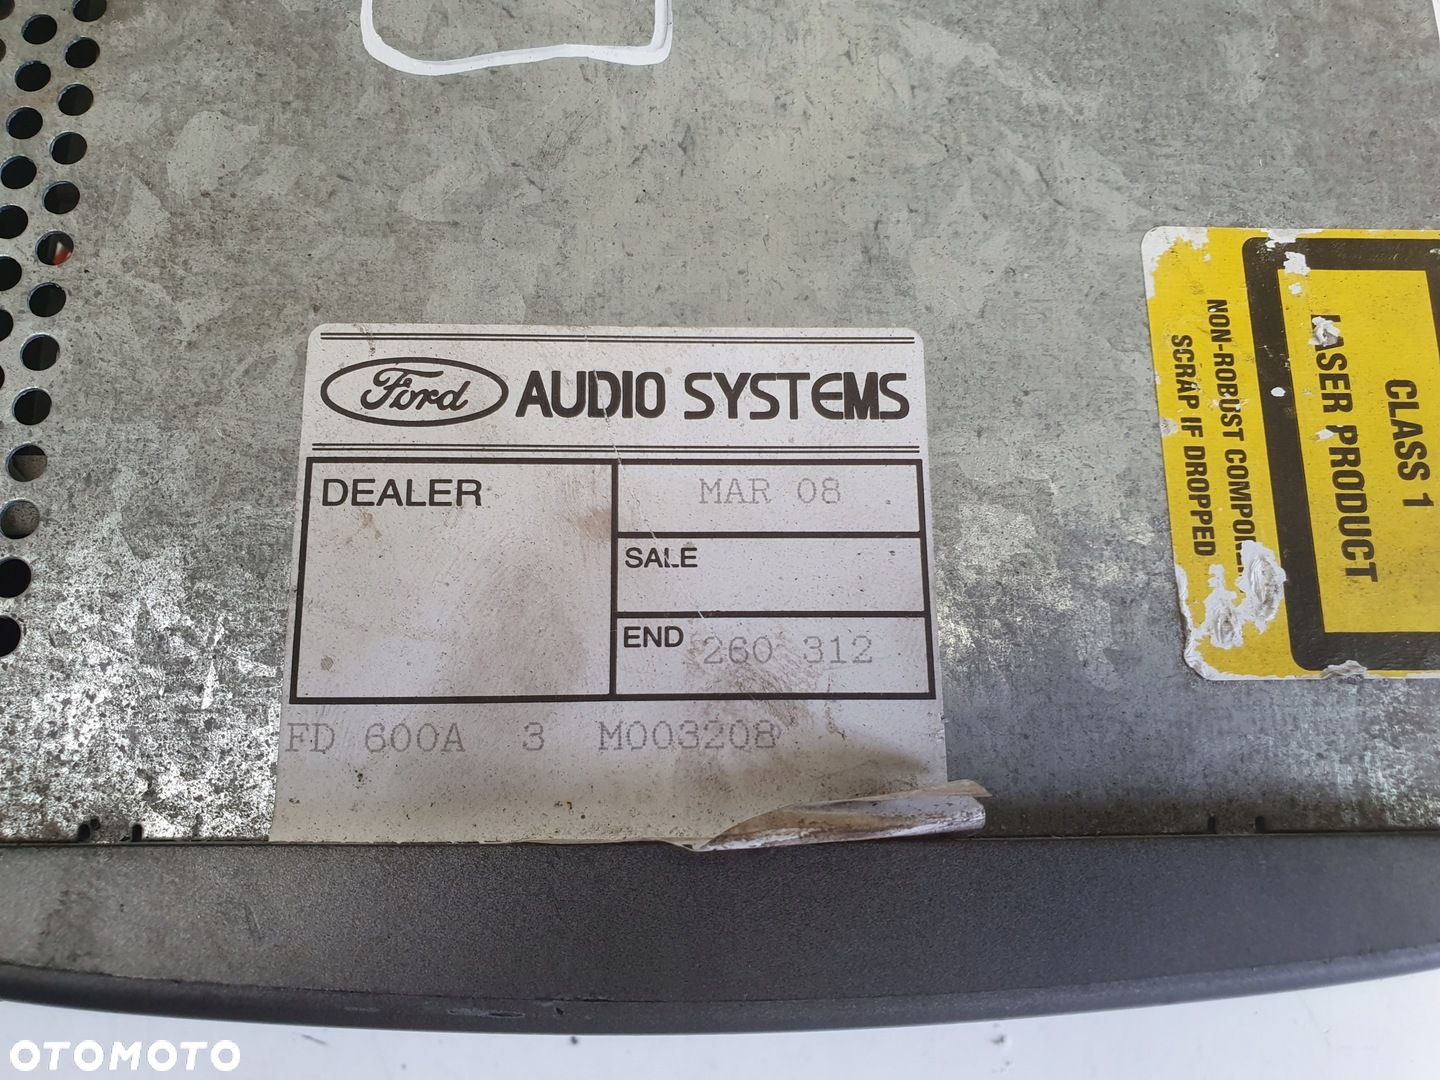 Ford AUDIO SYSTEMS
DEALER
MAR 08
SALE
END 260 312
FD 600A 3 M003208
CLASS 1
LASER PRODUCT
NON-ROBUST COMPONEN
SCRAP IF DROPPED
OTOMOTO